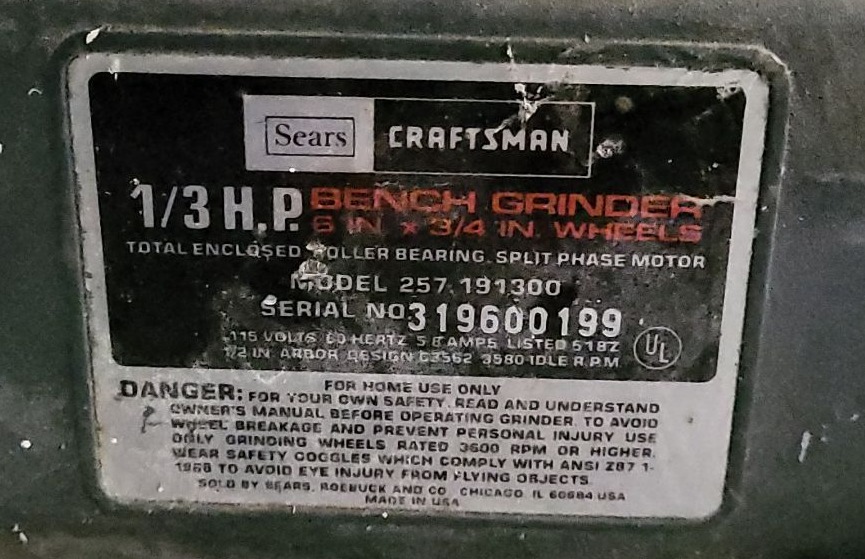 Sears CRAFTSMAN
1/3 H.P. BENCH GRINDER
6 IN. x 3/4 IN. WHEELS
TOTAL ENCLOSED ROLLER BEARING. SPLIT PHASE MOTOR
MODEL 257.191300
SERIAL NO 319600199
115 VOLTS 60 HERTZ AMPS LISTED 518Z
1/2 IN ARBOR DESIGN C3562 3580 IDLE R.P.M
UL
FOR HOME USE ONLY
DANGER: FOR YOUR OWN SAFETY. READ AND UNDERSTAND
OWNER'S MANUAL BEFORE OPERATING GRINDER. TO AVOID
WHEEL BREAKAGE AND PREVENT PERSONAL INJURY USE
ONLY GRINDING WHEELS RATED 3600 RPM OR HIGHER.
WEAR SAFETY GOGGLES WHICH COMPLY WITH ANSI Z87 1-
1968 TO AVOID EYE INJURY FROM FLYING OBJECTS.
SOLD BY SEARS, ROEBUCK AND CO CHICAGO IL 60684 USA
MADE IN USA